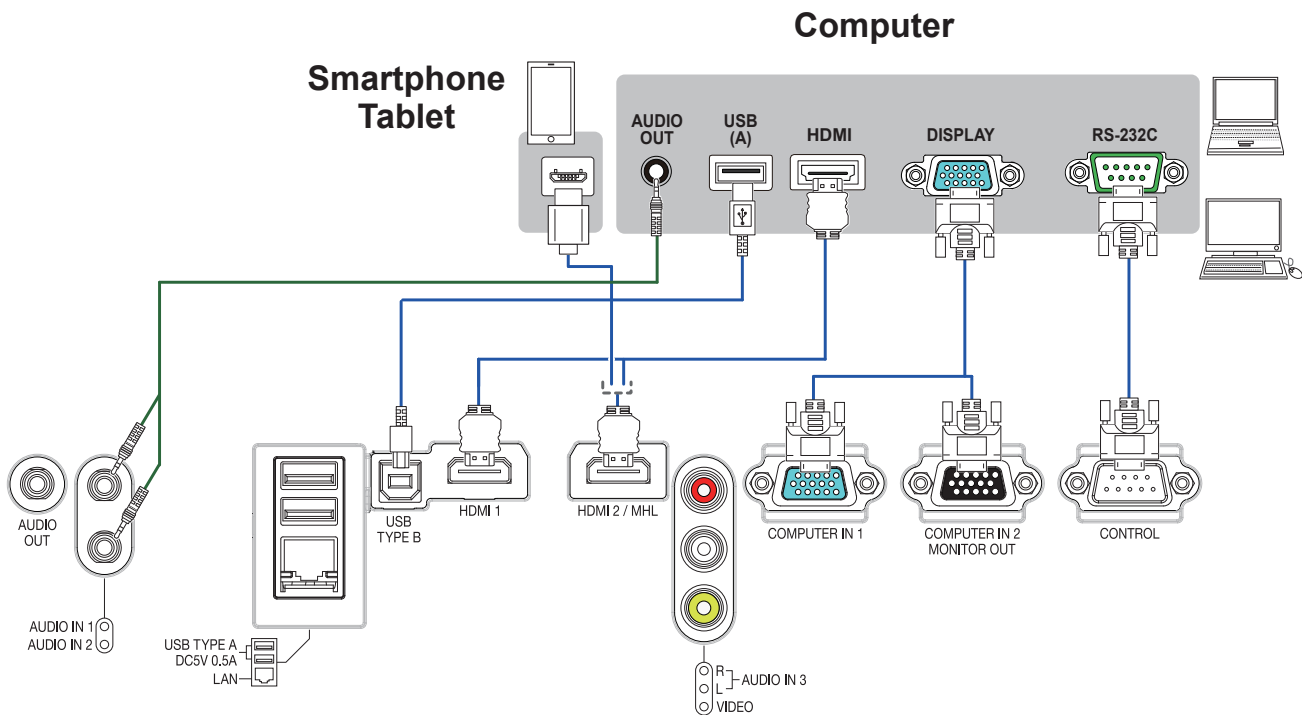 Computer
Smartphone
Tablet
AUDIO
OUT
USB
(A)
HDMI
DISPLAY
RS-232C
AUDIO
OUT
USB
TYPE B
HDMI 1
HDMI 2 / MHL
COMPUTER IN 1
COMPUTER IN 2
MONITOR OUT
CONTROL
AUDIO IN 1
AUDIO IN 2
USB TYPE A
DC5V 0.5A
LAN
R
L
AUDIO IN 3
VIDEO